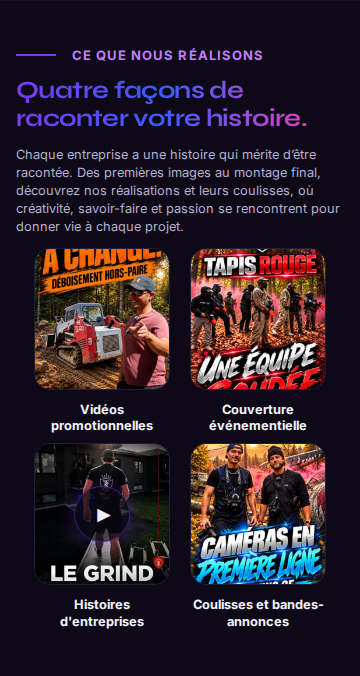 CE QUE NOUS RÉALISONS
Quatre façons de
raconter votre histoire.
Chaque entreprise a une histoire qui mérite d'être
racontée. Des premières images au montage final,
découvrez nos réalisations et leurs coulisses, où
créativité, savoir-faire et passion se rencontrent pour
donner vie à chaque projet.
A CHANGE!
DÉBOISEMENT HORS-PAIRE
Vidéos
promotionnelles
TAPIS ROUGE
UNE ÉQUIPE
SOUDÉE
Couverture
événementielle
LE GRIND
Histoires
d'entreprises
CAMÉRAS EN
PREMIÈRE LIGNE
Coulisses et bandes-
annonces